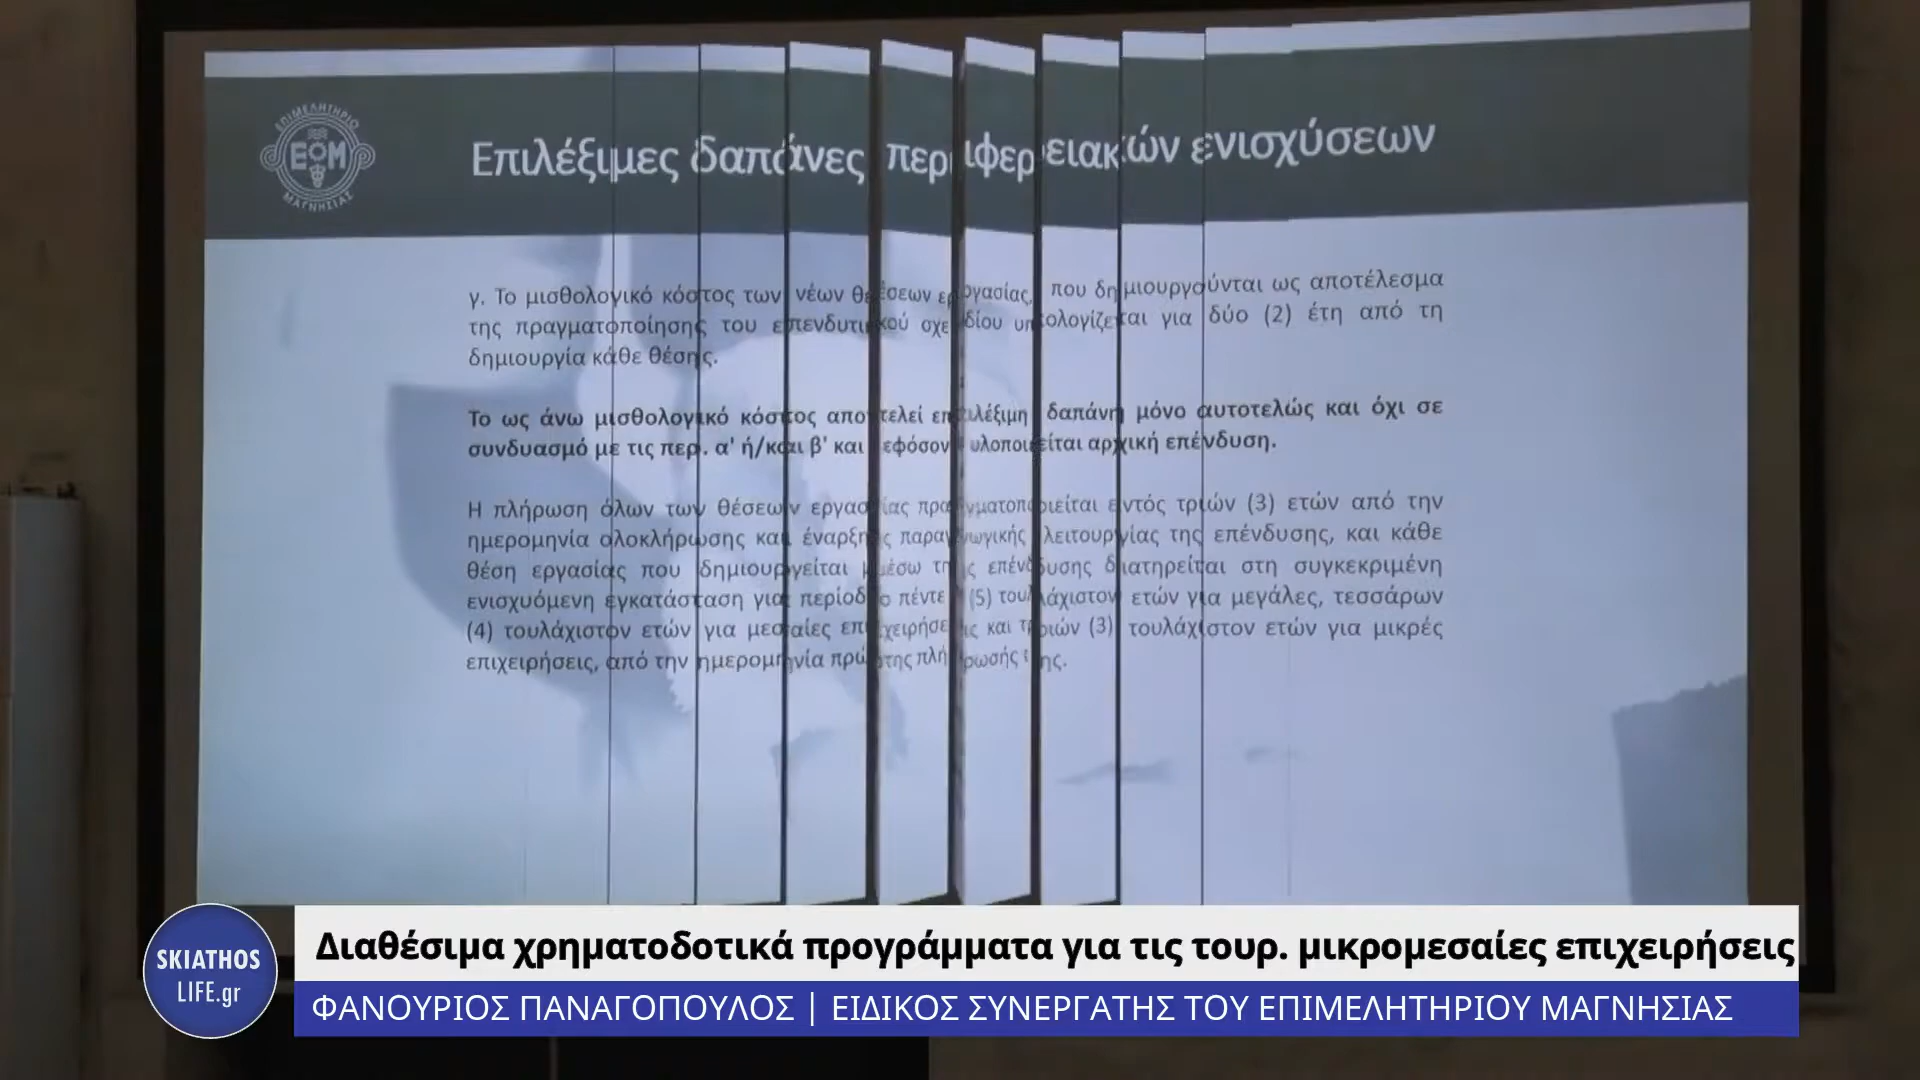 ΕΠΙΜΕΛΗΤΗΡΙΟ
ΕΟΜ
ΜΑΓΝΗΣΙΑΣ
Επιλέξιμες δαπάνες περιφερειακών ενισχύσεων
γ. Το μισθολογικό κόστος των νέων θέσεων εργασίας, που δημιουργούνται ως αποτέλεσμα
της πραγματοποίησης του επενδυτικού σχεδίου υπολογίζεται για δύο (2) έτη από τη
δημιουργία κάθε θέσης.
Το ως άνω μισθολογικό κόστος αποτελεί επιλέξιμη δαπάνη μόνο αυτοτελώς και όχι σε
συνδυασμό με τις περ. α' ή/και β' και εφόσον υλοποιείται αρχική επένδυση.
Η πλήρωση όλων των θέσεων εργασίας πραγματοποιείται εντός τριών (3) ετών από την
ημερομηνία ολοκλήρωσης και έναρξης παραγωγικής λειτουργίας της επένδυσης, και κάθε
θέση εργασίας που δημιουργείται μέσω της επένδυσης διατηρείται στη συγκεκριμένη
ενισχυόμενη εγκατάσταση για περίοδο πέντε (5) τουλάχιστον ετών για μεγάλες, τεσσάρων
(4) τουλάχιστον ετών για μεσαίες επιχειρήσεις και τριών (3) τουλάχιστον ετών για μικρές
επιχειρήσεις, από την ημερομηνία πρώτης πλήρωσής της.
SKIATHOS
LIFE.gr
Διαθέσιμα χρηματοδοτικά προγράμματα για τις τουρ. μικρομεσαίες επιχειρήσεις
ΦΑΝΟΥΡΙΟΣ ΠΑΝΑΓΟΠΟΥΛΟΣ | ΕΙΔΙΚΟΣ ΣΥΝΕΡΓΑΤΗΣ ΤΟΥ ΕΠΙΜΕΛΗΤΗΡΙΟΥ ΜΑΓΝΗΣΙΑΣ